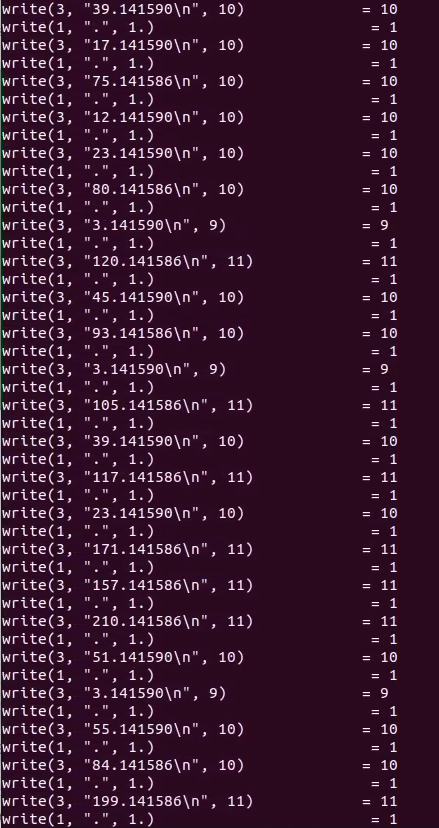 write(3, "39.141590\n", 10)             = 10
write(1, ".", 1.)                        = 1
write(3, "17.141590\n", 10)             = 10
write(1, ".", 1.)                        = 1
write(3, "75.141586\n", 10)             = 10
write(1, ".", 1.)                        = 1
write(3, "12.141590\n", 10)             = 10
write(1, ".", 1.)                        = 1
write(3, "23.141590\n", 10)             = 10
write(1, ".", 1.)                        = 1
write(3, "80.141586\n", 10)             = 10
write(1, ".", 1.)                        = 1
write(3, "3.141590\n", 9)               = 9
write(1, ".", 1.)                        = 1
write(3, "120.141586\n", 11)            = 11
write(1, ".", 1.)                        = 1
write(3, "45.141590\n", 10)             = 10
write(1, ".", 1.)                        = 1
write(3, "93.141586\n", 10)             = 10
write(1, ".", 1.)                        = 1
write(3, "3.141590\n", 9)               = 9
write(1, ".", 1.)                        = 1
write(3, "105.141586\n", 11)            = 11
write(1, ".", 1.)                        = 1
write(3, "39.141590\n", 10)             = 10
write(1, ".", 1.)                        = 1
write(3, "117.141586\n", 11)            = 11
write(1, ".", 1.)                        = 1
write(3, "23.141590\n", 10)             = 10
write(1, ".", 1.)                        = 1
write(3, "171.141586\n", 11)            = 11
write(1, ".", 1.)                        = 1
write(3, "157.141586\n", 11)            = 11
write(1, ".", 1.)                        = 1
write(3, "210.141586\n", 11)            = 11
write(1, ".", 1.)                        = 1
write(3, "51.141590\n", 10)             = 10
write(1, ".", 1.)                        = 1
write(3, "3.141590\n", 9)               = 9
write(1, ".", 1.)                        = 1
write(3, "55.141590\n", 10)             = 10
write(1, ".", 1.)                        = 1
write(3, "84.141590\n", 10)             = 10
write(1, ".", 1.)                        = 1
write(3, "199.141586\n", 11)            = 11
write(1, ".", 1.)                        = 1